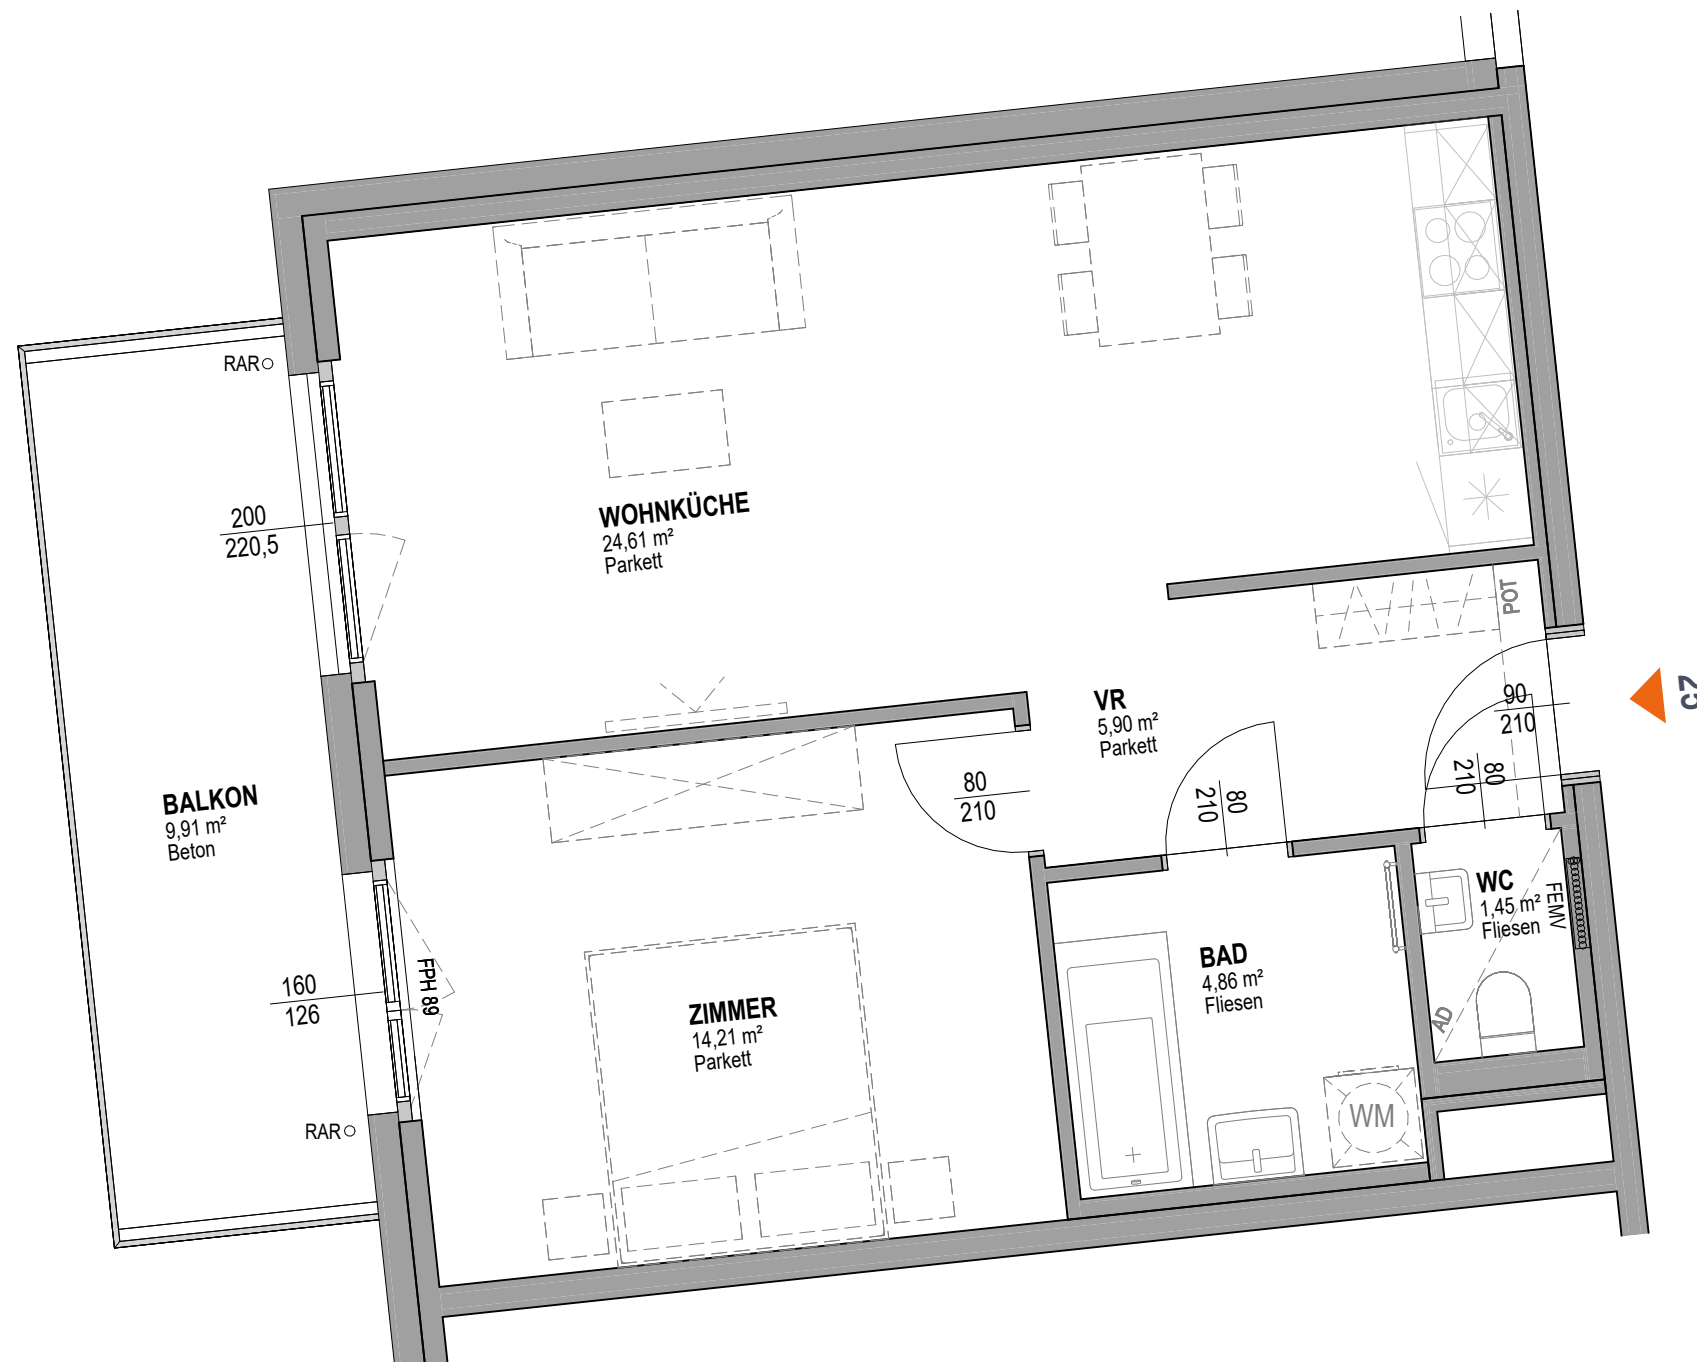 RAR
200
220,5
WOHNKÜCHE
24,61 m²
Parkett
POT
VR
5,90 m²
Parkett
90
210
80
210
80
210
80
210
BALKON
9,91 m²
Beton
WC
1,45 m²
Fliesen
FEMV
AD
BAD
4,86 m²
Fliesen
160
126
FPH 89
ZIMMER
14,21 m²
Parkett
WM
RAR